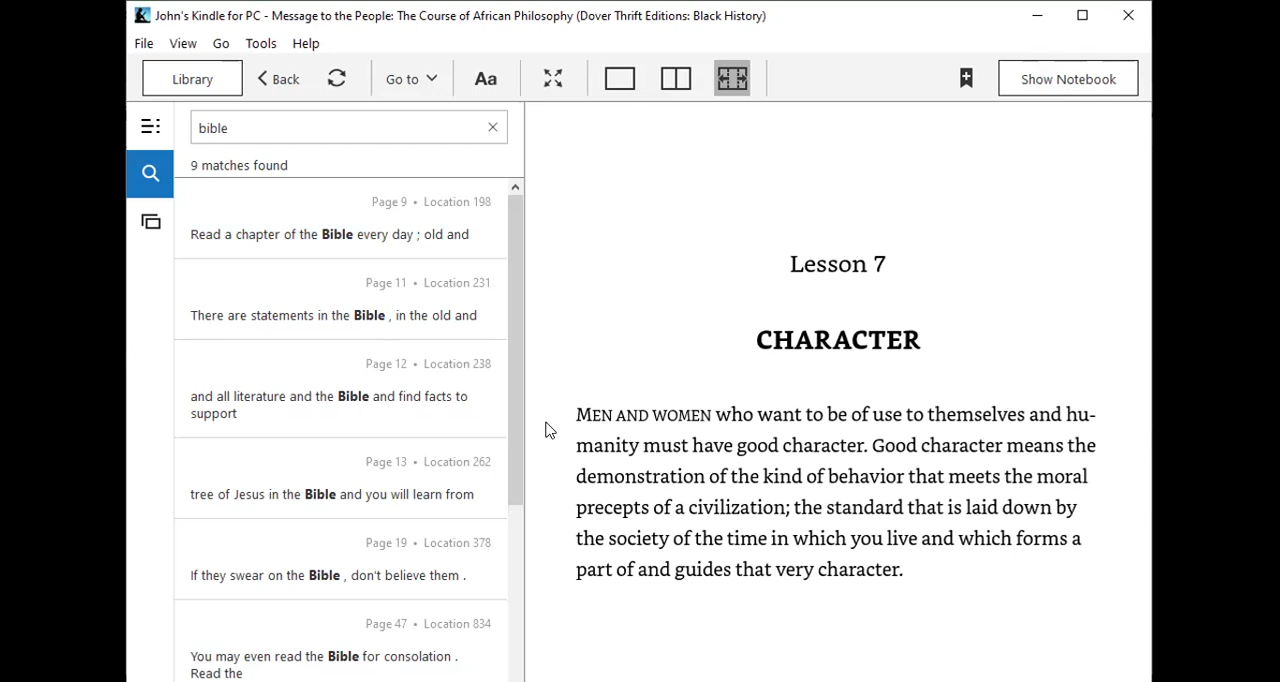 John's Kindle for PC - Message to the People: The Course of African Philosophy (Dover Thrift Editions: Black History)
File View Go Tools Help
Library Back Go to Aa Show Notebook
bible
9 matches found
Page 9 • Location 198
Read a chapter of the Bible every day ; old and
Page 11 • Location 231
There are statements in the Bible , in the old and
Page 12 • Location 238
and all literature and the Bible and find facts to
support
Page 13 • Location 262
tree of Jesus in the Bible and you will learn from
Page 19 • Location 378
If they swear on the Bible , don't believe them .
Page 47 • Location 834
You may even read the Bible for consolation .
Read the
Lesson 7
CHARACTER
MEN AND WOMEN who want to be of use to themselves and hu-
manity must have good character. Good character means the
demonstration of the kind of behavior that meets the moral
precepts of a civilization; the standard that is laid down by
the society of the time in which you live and which forms a
part of and guides that very character.